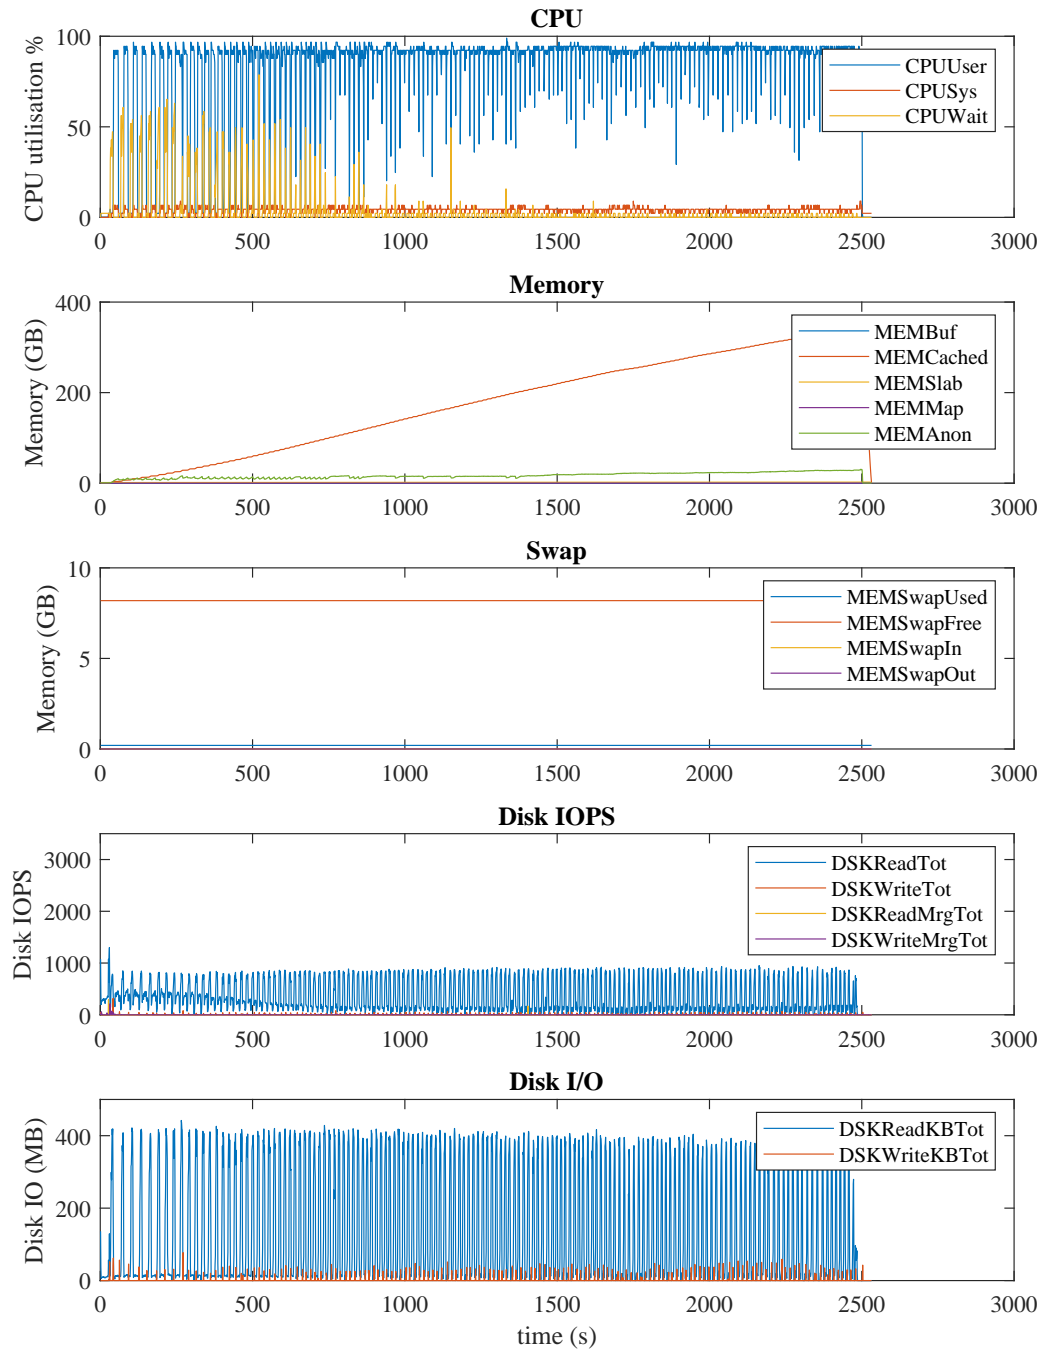 CPU
CPU utilisation %
100
50
0
CPUUser
CPUSys
CPUWait
0 500 1000 1500 2000 2500 3000
Memory
Memory (GB)
400
200
0
MEMBuf
MEMCached
MEMSlab
MEMMap
MEMAnon
0 500 1000 1500 2000 2500 3000
Swap
Memory (GB)
10
5
0
MEMSwapUsed
MEMSwapFree
MEMSwapIn
MEMSwapOut
0 500 1000 1500 2000 2500 3000
Disk IOPS
Disk IOPS
3000
2000
1000
0
DSKReadTot
DSKWriteTot
DSKReadMrgTot
DSKWriteMrgTot
0 500 1000 1500 2000 2500 3000
Disk I/O
Disk IO (MB)
400
200
0
DSKReadKBTot
DSKWriteKBTot
0 500 1000 1500 2000 2500 3000
time (s)